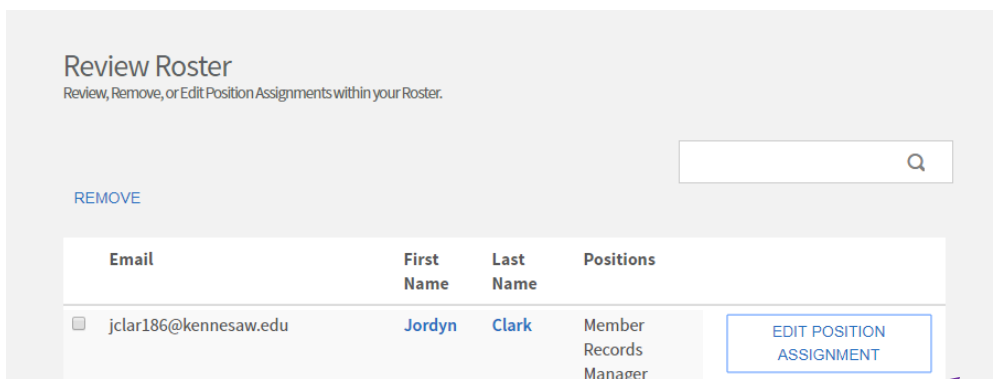 Review Roster
Review, Remove, or Edit Position Assignments within your Roster.
REMOVE
Email First Last Positions
Name Name
jclar186@kennesaw.edu Jordyn Clark Member EDIT POSITION
Records ASSIGNMENT
Manager